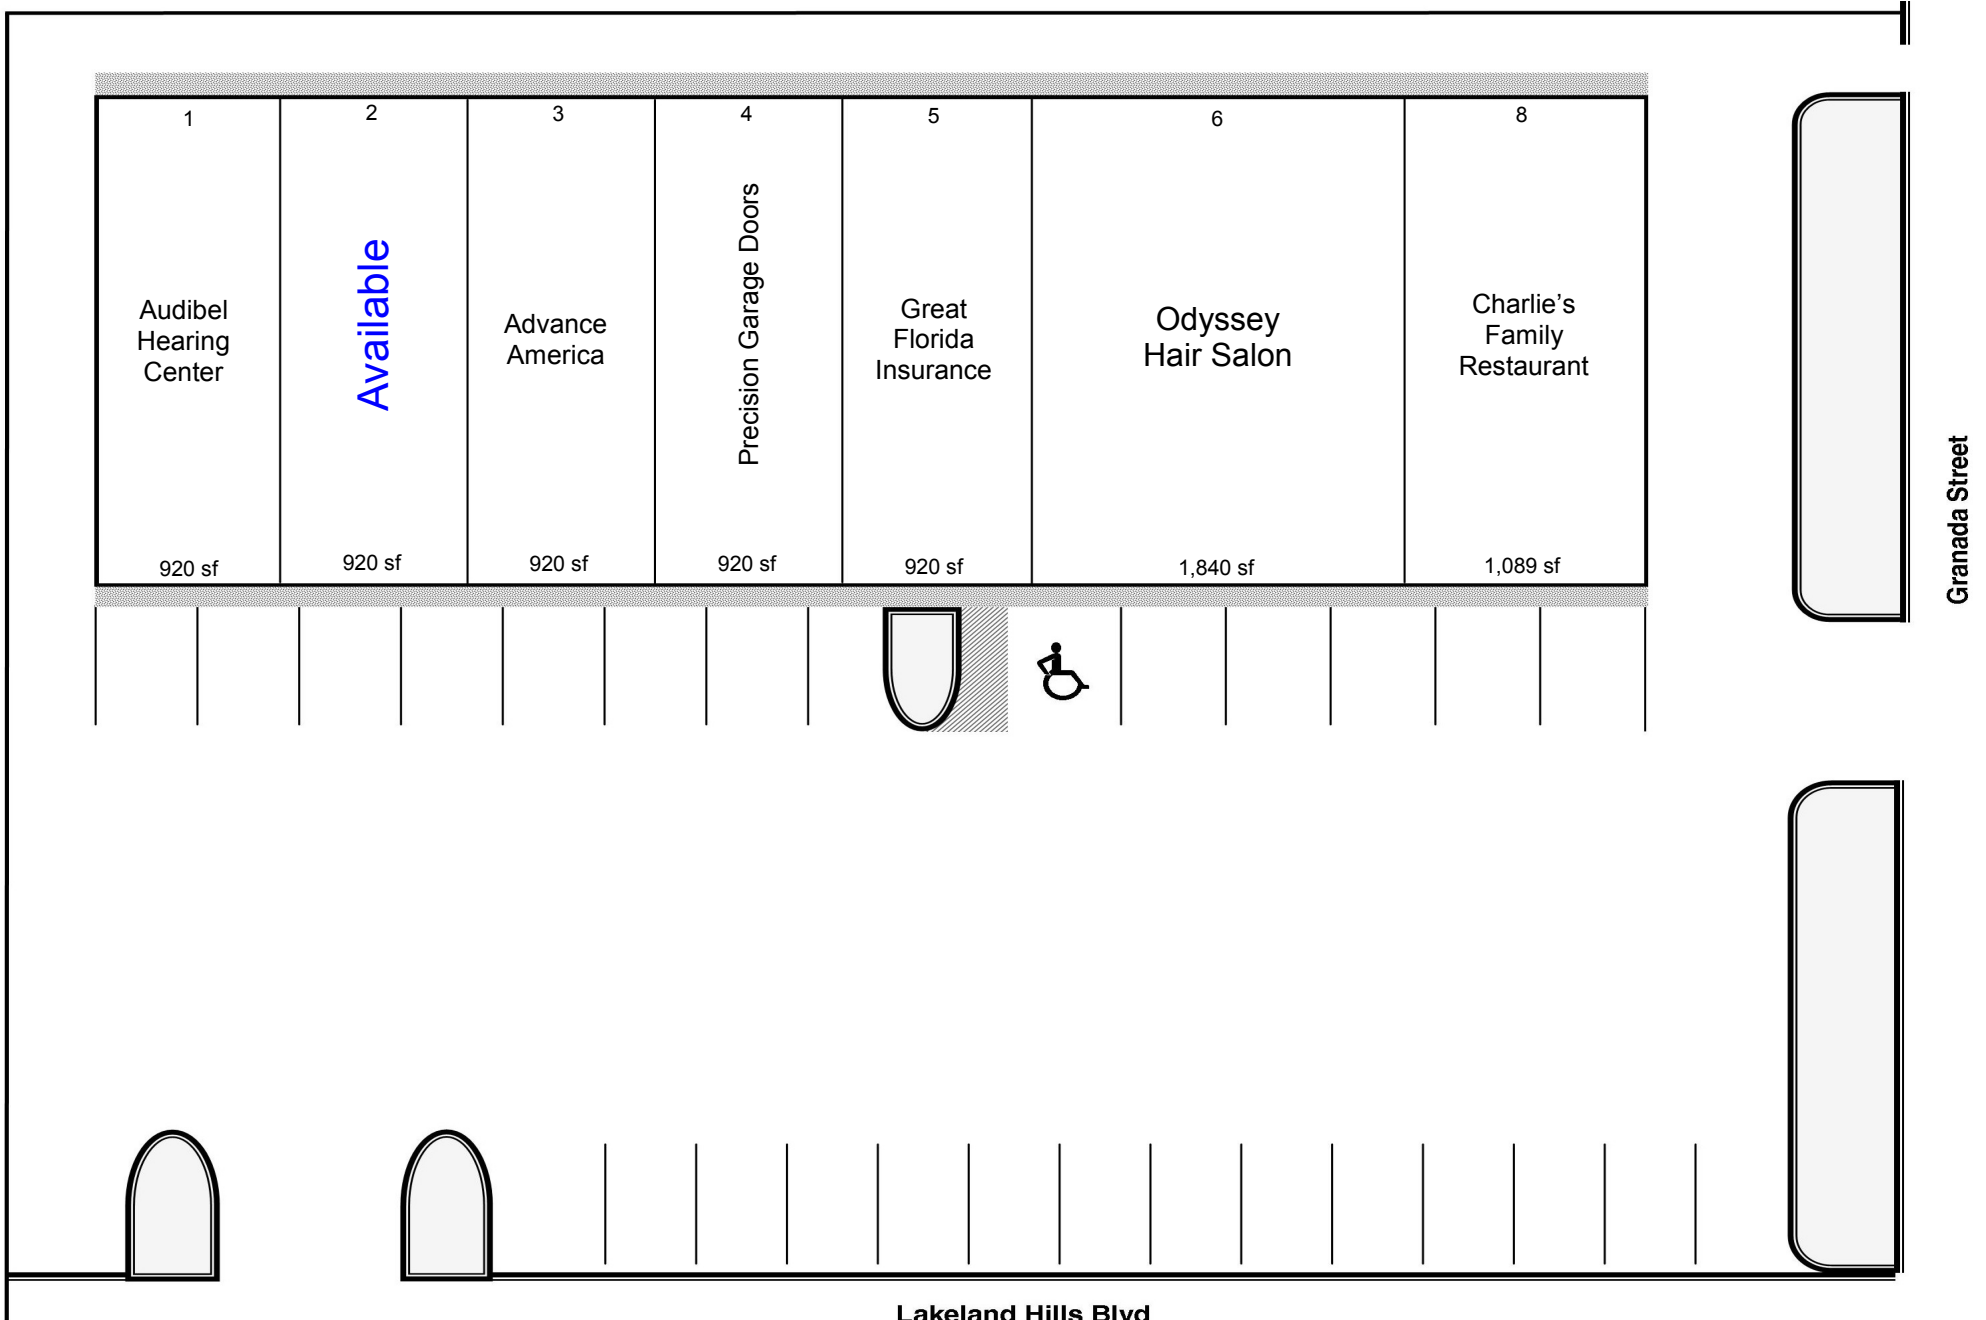 1
2
3
4
5
6
8
Audibel
Hearing
Center
Available
Advance
America
Precision Garage Doors
Great
Florida
Insurance
Odyssey
Hair Salon
Charlie’s
Family
Restaurant
920 sf
920 sf
920 sf
920 sf
920 sf
1,840 sf
1,089 sf
Granada Street
Lakeland Hills Blvd